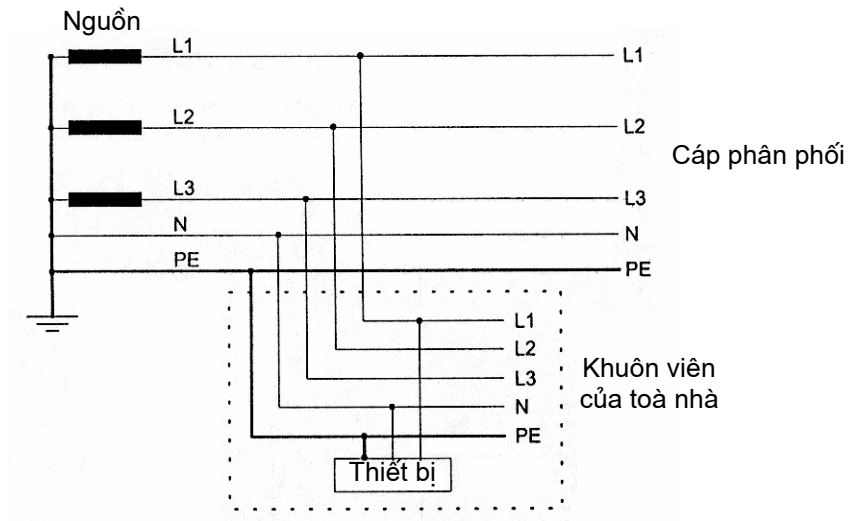 Nguồn
L1
L1
L2
L2
Cáp phân phối
L3
L3
N
N
PE
PE
L1
L2
L3
N
PE
Khuôn viên
của toà nhà
Thiết bị